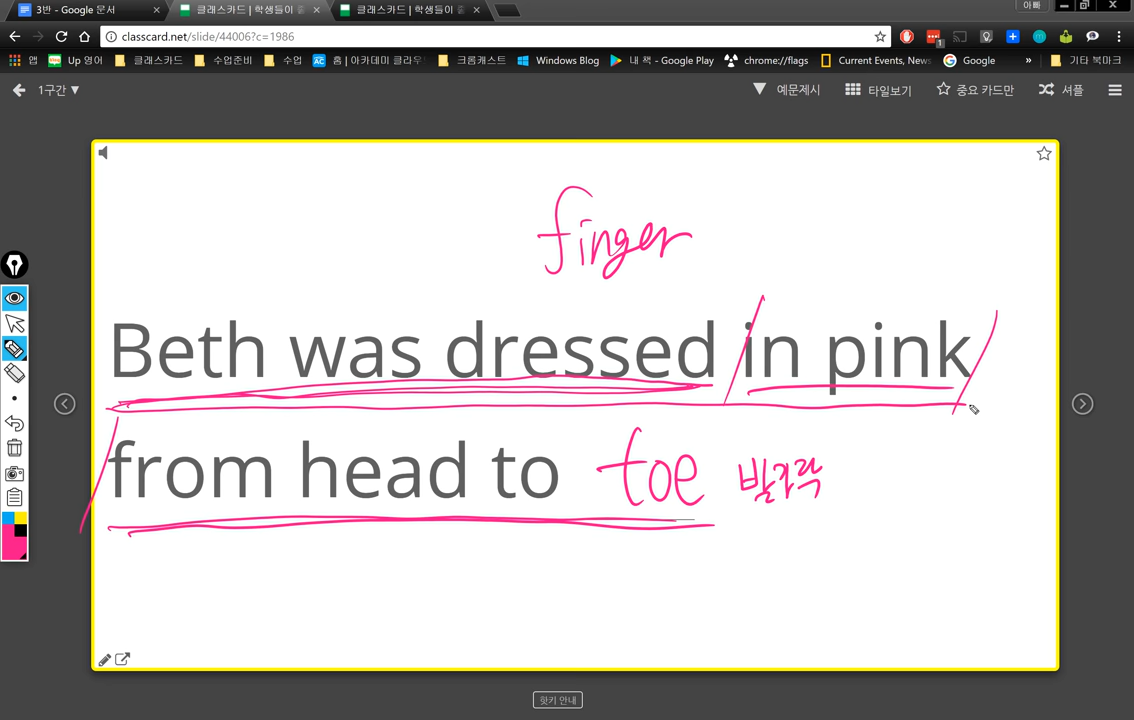 3반 - Google 문서
클래스카드 | 학생들이 즐
클래스카드 | 학생들이 즐
아빠
classcard.net/slide/44006?c=1986
앱 Up 영어 클래스카드 수업준비 수업 홈 | 아카데미 클라우 크롬캐스트 Windows Blog 내 책 - Google Play chrome://flags Current Events, News Google » 기타 북마크
1구간 ▼ ▼ 예문제시 타일보기 중요 카드만 셔플
finger
Beth was dressed in pink
from head to toe 발가락
핫키 안내